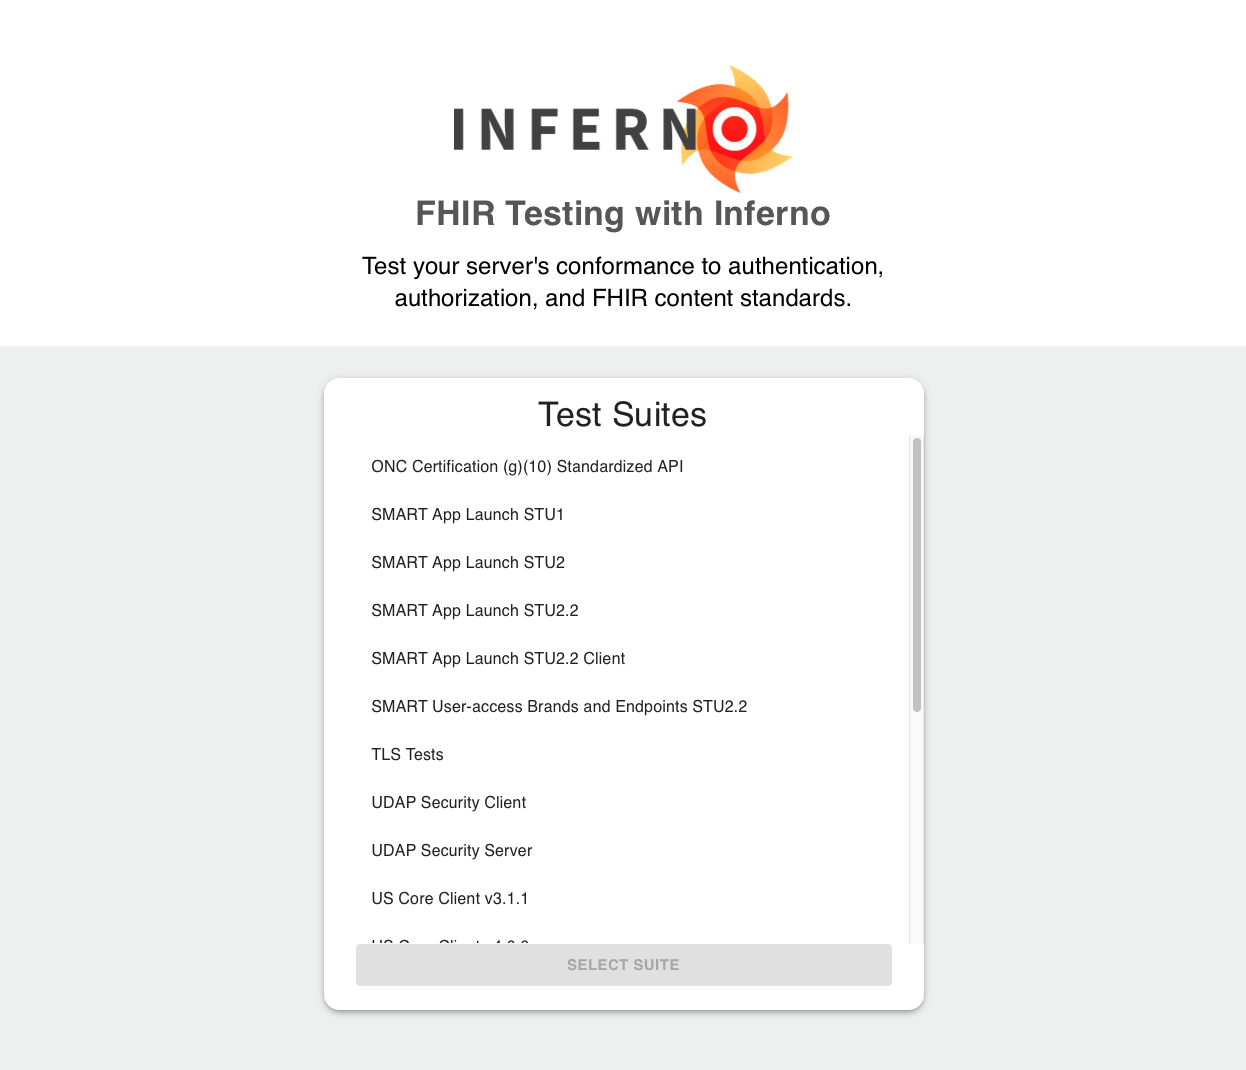 INFERNO
FHIR Testing with Inferno
Test your server's conformance to authentication,
authorization, and FHIR content standards.
Test Suites
ONC Certification (g)(10) Standardized API
SMART App Launch STU1
SMART App Launch STU2
SMART App Launch STU2.2
SMART App Launch STU2.2 Client
SMART User-access Brands and Endpoints STU2.2
TLS Tests
UDAP Security Client
UDAP Security Server
US Core Client v3.1.1
SELECT SUITE